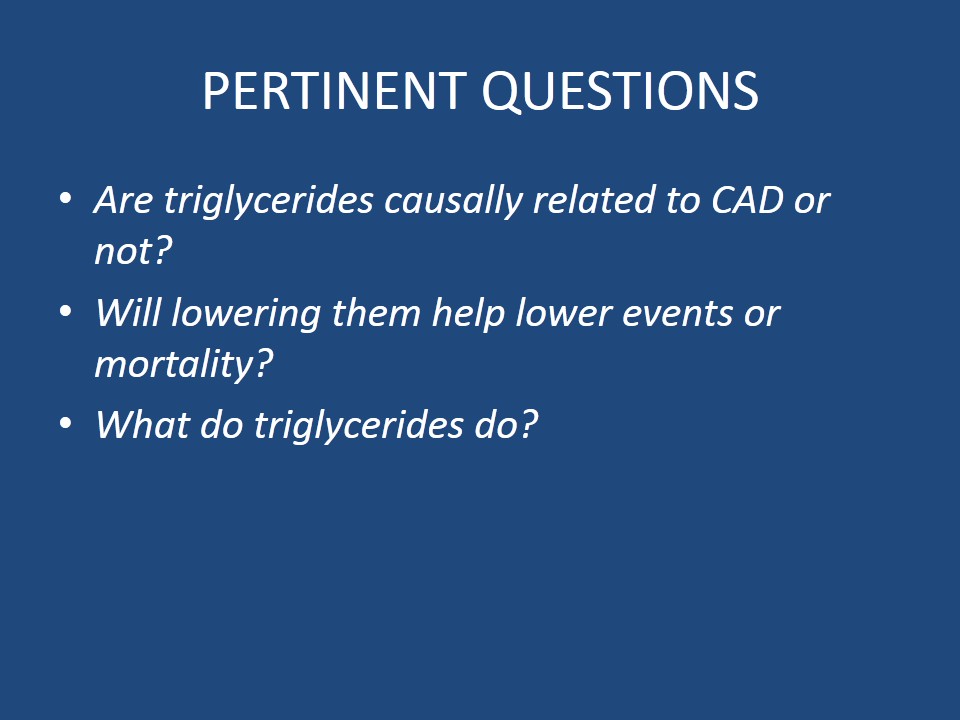 PERTINENT QUESTIONS
• Are triglycerides causally related to CAD or
not?
• Will lowering them help lower events or
mortality?
• What do triglycerides do?